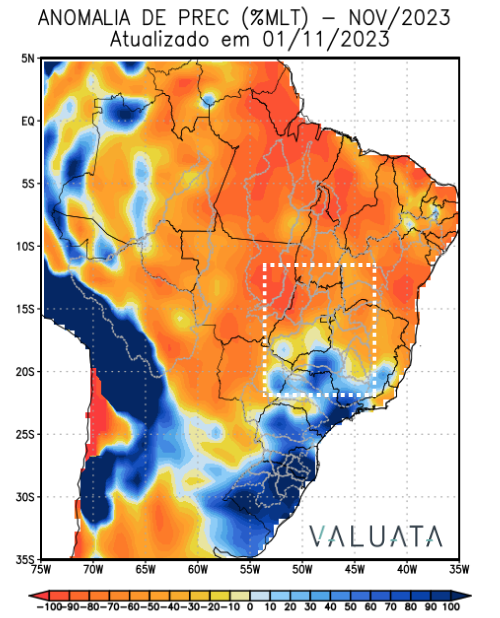 ANOMALIA DE PREC (%MLT) – NOV/2023
Atualizado em 01/11/2023
5N
EQ
5S
10S
15S
20S
25S
30S
35S
VALUATA
75W 70W 65W 60W 55W 50W 45W 40W 35W
-100-90 -80 -70 -60 -50 -40 -30 -20 -10 0 10 20 30 40 50 60 70 80 90 100